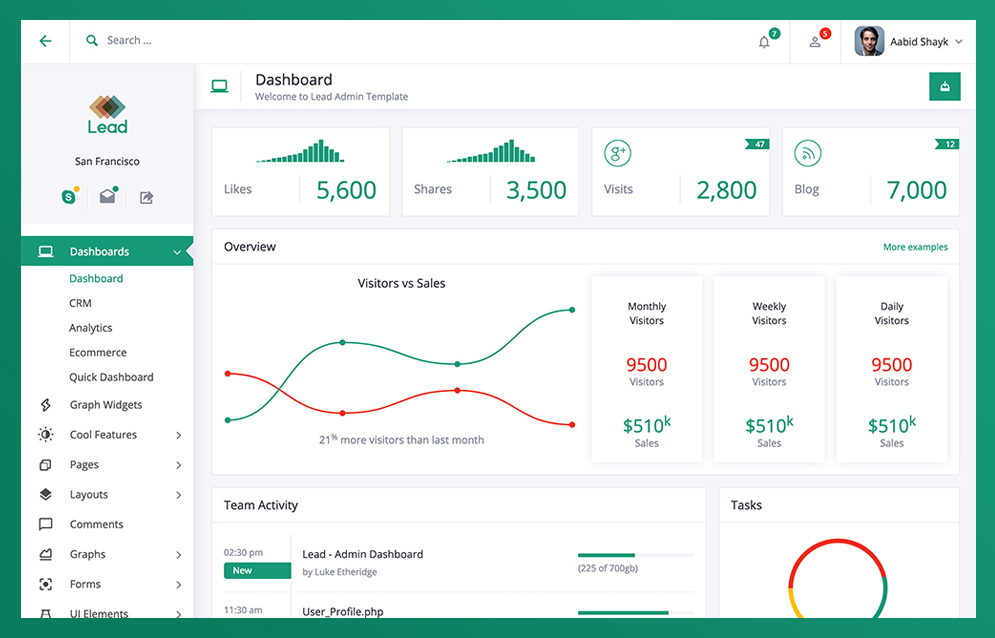 Search ...
7
5
Aabid Shayk
Lead
San Francisco
S
Dashboards
Dashboard
CRM
Analytics
Ecommerce
Quick Dashboard
Graph Widgets
Cool Features
Pages
Layouts
Comments
Graphs
Forms
UI Elements
Dashboard
Welcome to Lead Admin Template
Likes
5,600
Shares
3,500
g+
47
Visits
2,800
12
Blog
7,000
Overview
More examples
Visitors vs Sales
21% more visitors than last month
Monthly
Visitors
9500
Visitors
$510k
Sales
Weekly
Visitors
9500
Visitors
$510k
Sales
Daily
Visitors
9500
Visitors
$510k
Sales
Team Activity
02:30 pm
New
Lead - Admin Dashboard
by Luke Etheridge
(225 of 700gb)
11:30 am
User_Profile.php
Tasks